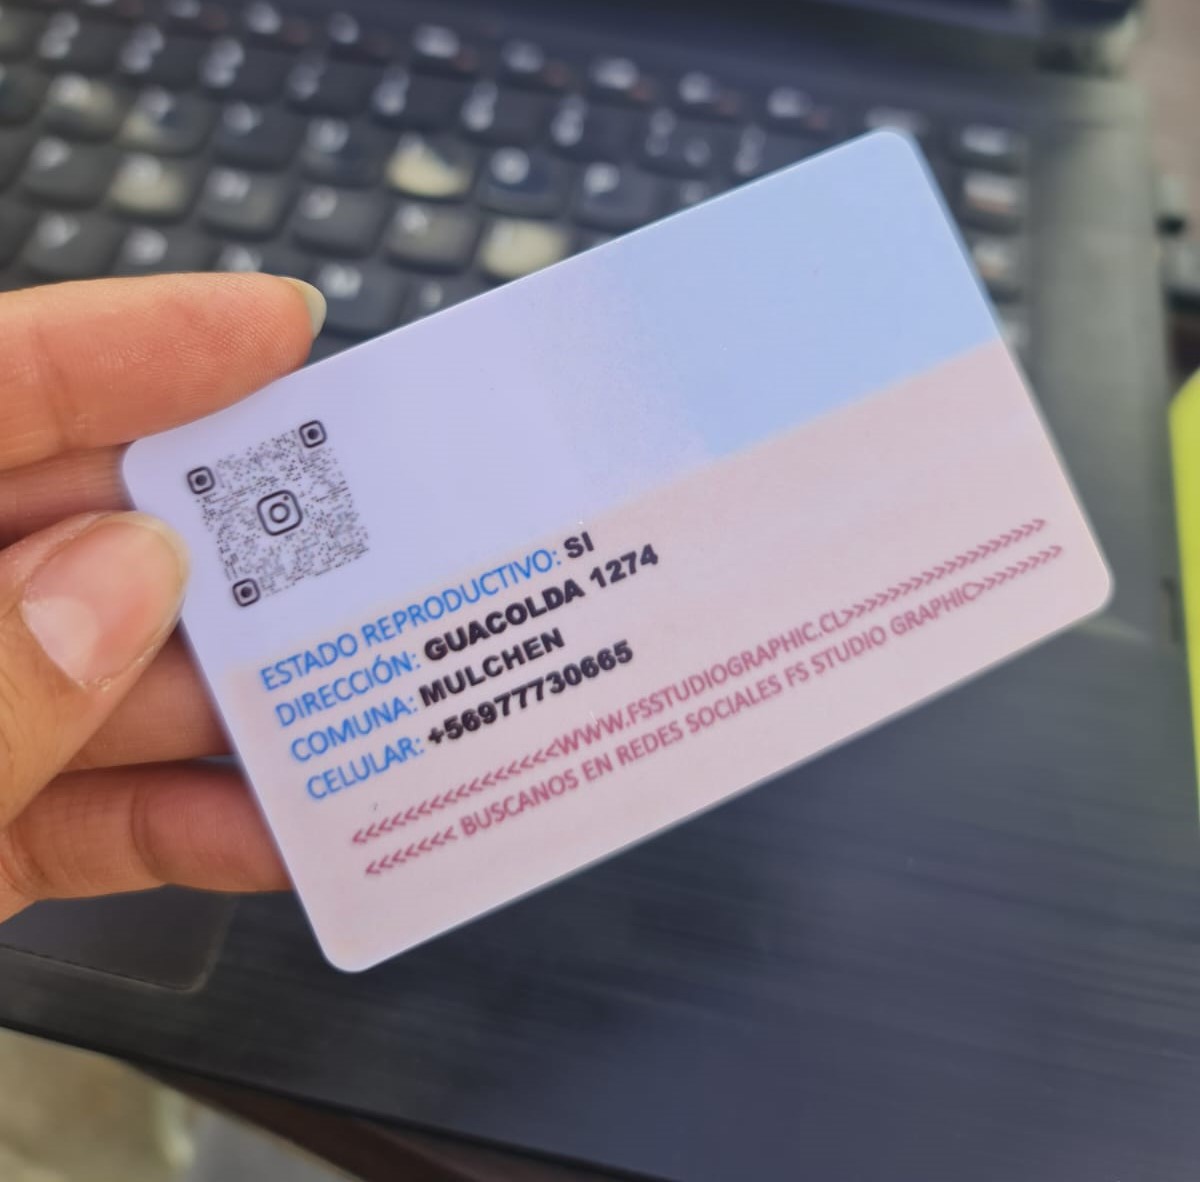 ESTADO REPRODUCTIVO: SI
DIRECCIÓN: GUACOLDA 1274
COMUNA: MULCHEN
CELULAR: +56977730665
<<<<<<<<<<<<<<<<WWW.FSSTUDIOGRAPHIC.CL>>>>>>>>>>>>>>>>
<<<<<<< BUSCANOS EN REDES SOCIALES FS STUDIO GRAPHIC>>>>>>>